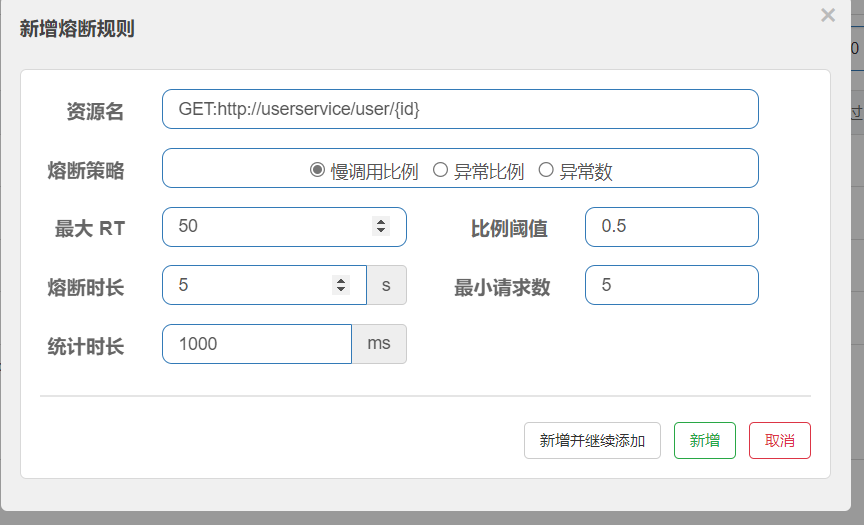 新增熔断规则
×
0
过
资源名 GET:http://userservice/user/{id}
熔断策略 慢调用比例 异常比例 异常数
最大 RT 50 比例阈值 0.5
熔断时长 5 s 最小请求数 5
统计时长 1000 ms
新增并继续添加 新增 取消